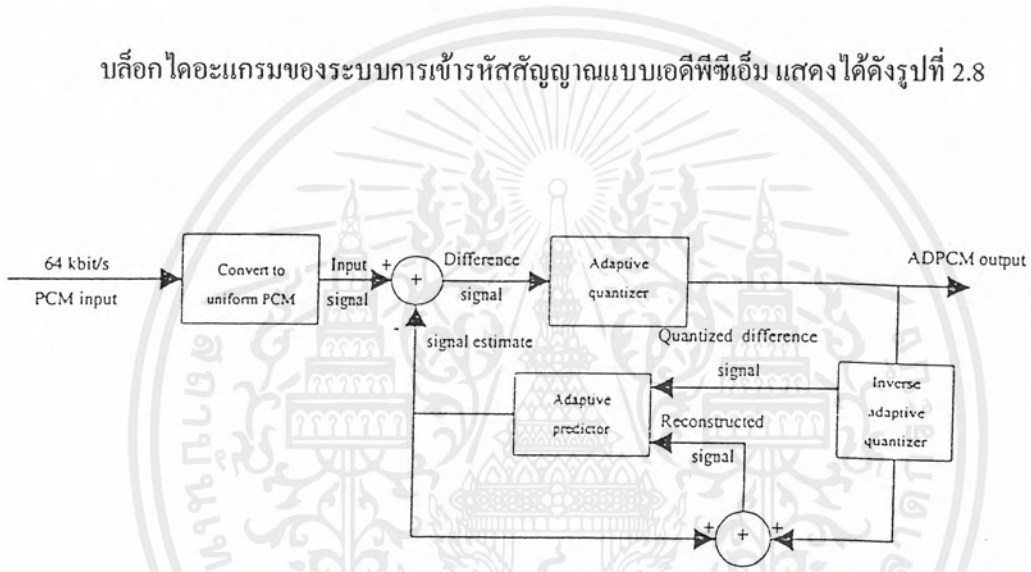 บล็อกไดอะแกรมของระบบการเข้ารหัสสัญญาณแบบเอดีพีซีเอ็ม แสดงได้ดังรูปที่ 2.8
64 kbit/s
PCM input
Convert to
uniform PCM
Input
signal
+
+
-
Difference
signal
Adaptive
quantizer
ADPCM output
signal estimate
Quantized difference
signal
Adaptive
predictor
Reconstructed
signal
Inverse
adaptive
quantizer
+
+
+